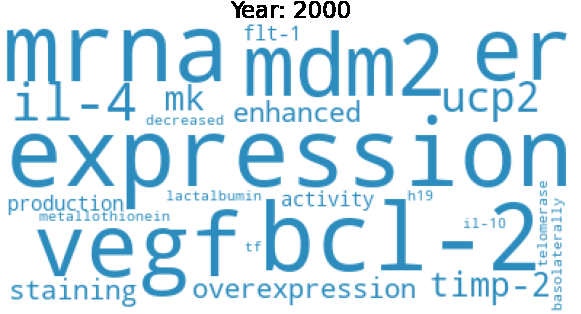 Year: 2000
mrna
flt-1
mdm2
er
il-4
mk
decreased
enhanced
ucp2
expression
production
lactalbumin
activity
h19
metallothionein
vegf
tf
bcl-2
il-10
telomerase
basolaterally
staining
overexpression
timp-2